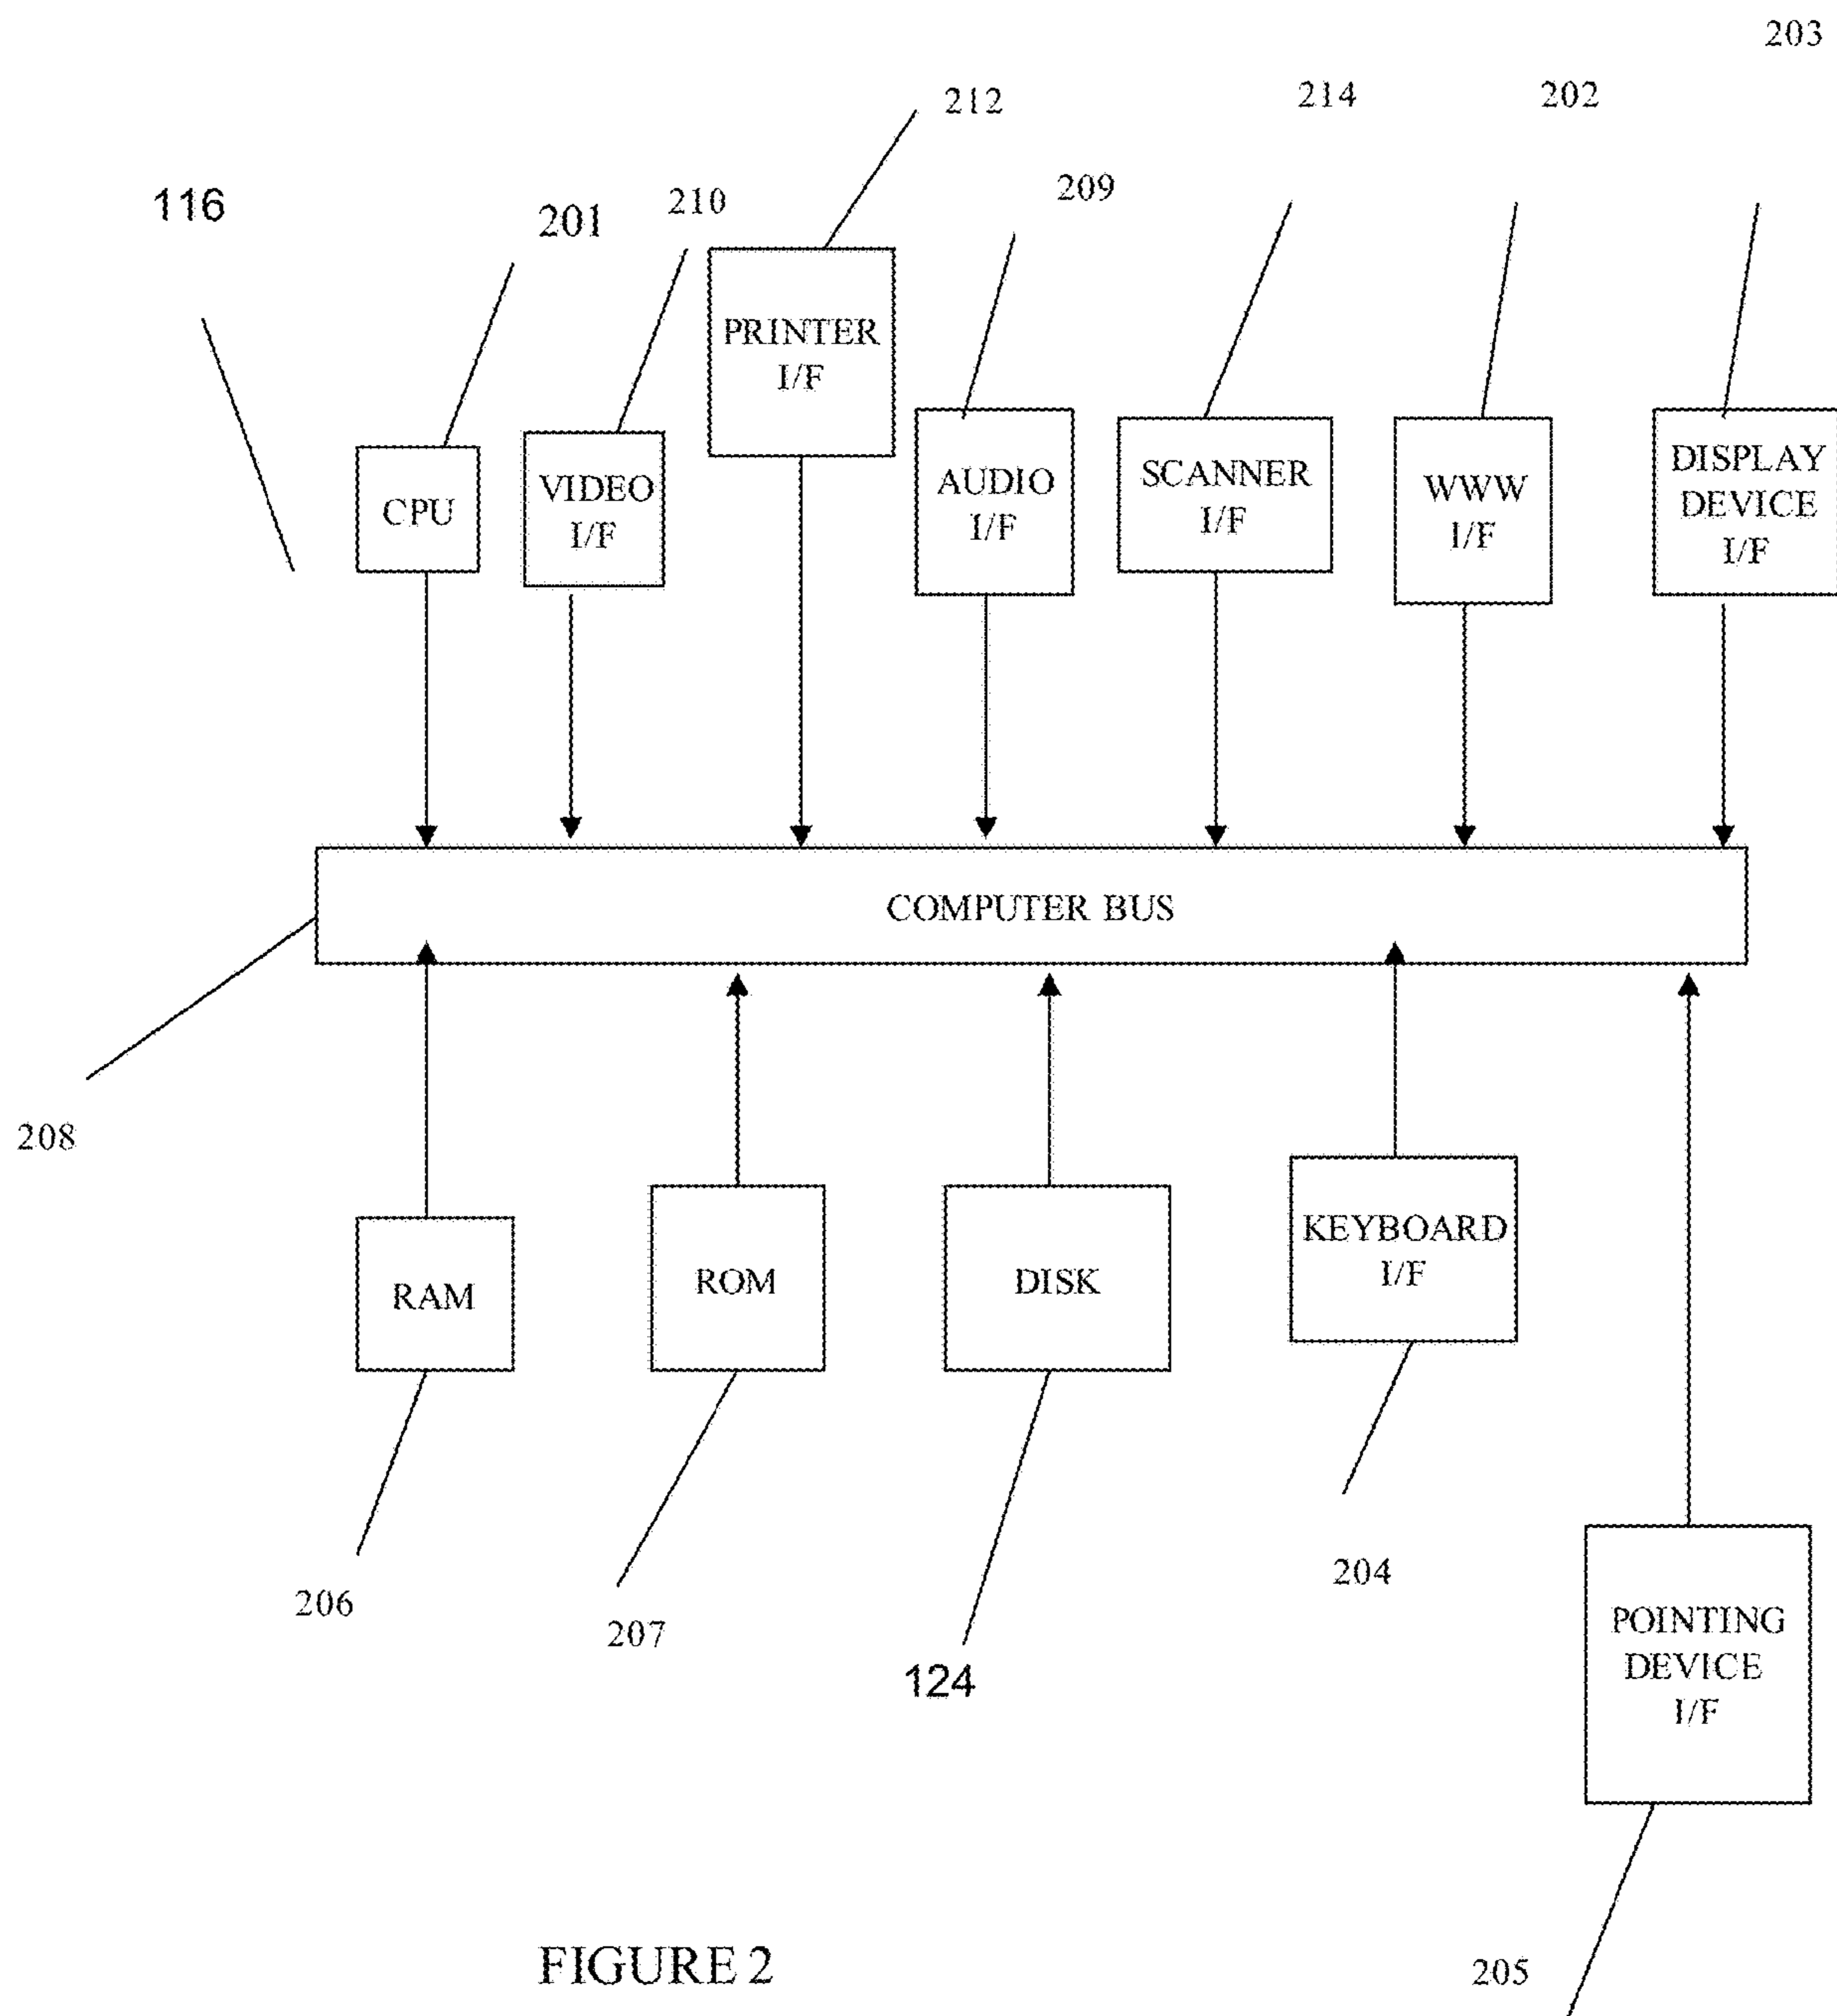 203
212
214
202
116
201
210
209
PRINTER
I/F
CPU
VIDEO
I/F
AUDIO
I/F
SCANNER
I/F
WWW
I/F
DISPLAY
DEVICE
I/F
COMPUTER BUS
208
RAM
ROM
DISK
KEYBOARD
I/F
206
207
124
204
POINTING
DEVICE
I/F
FIGURE 2
205